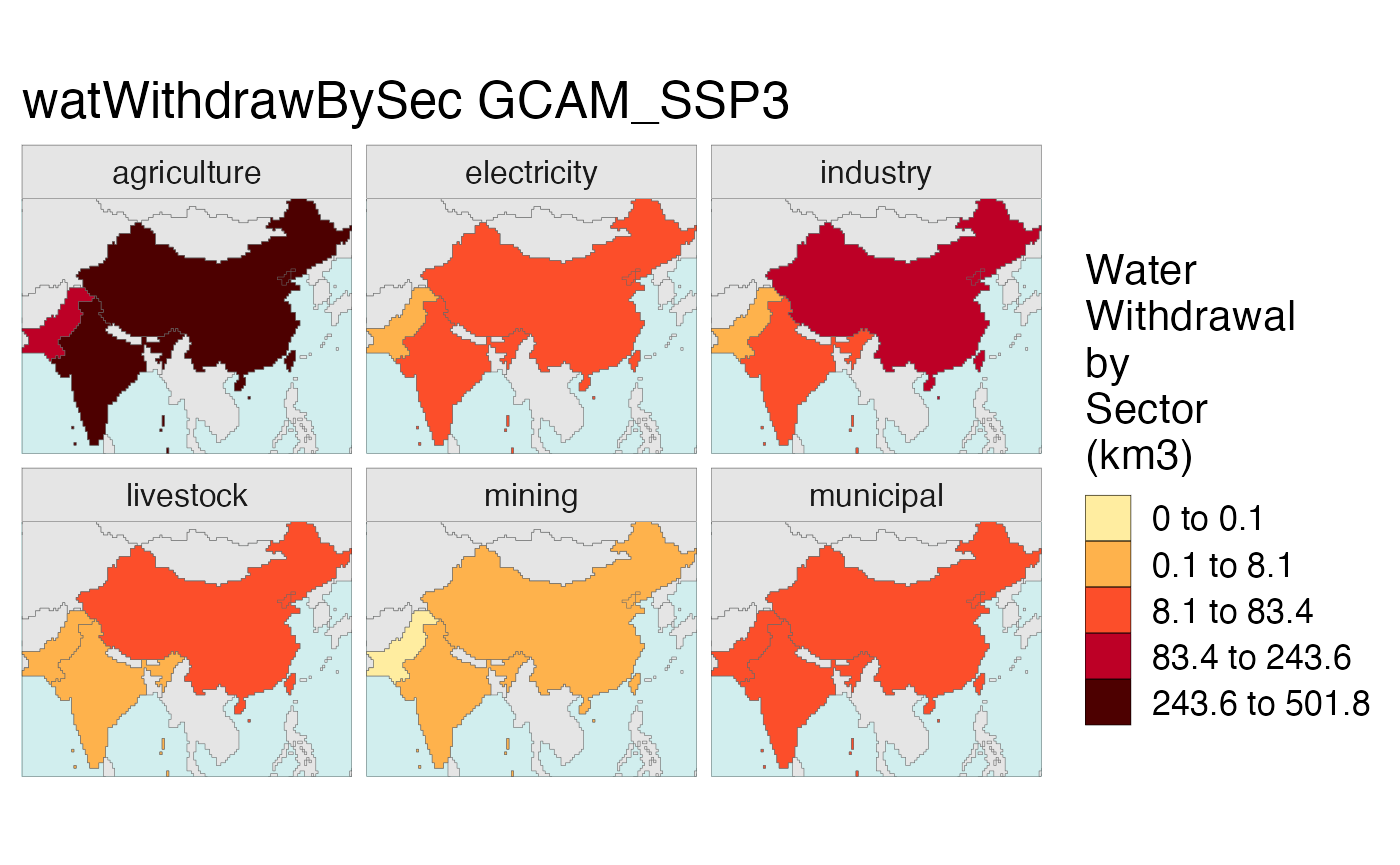 watWithdrawBySec GCAM_SSP3
agriculture
electricity
industry
livestock
mining
municipal
Water
Withdrawal
by
Sector
(km3)
0 to 0.1
0.1 to 8.1
8.1 to 83.4
83.4 to 243.6
243.6 to 501.8